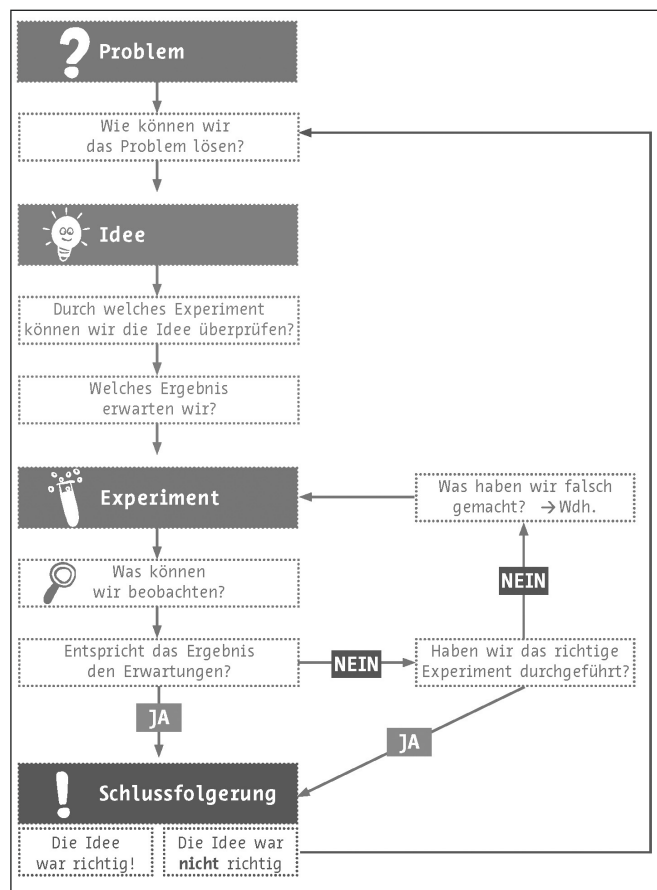 ? Problem
Wie können wir
das Problem lösen?
Idee
Durch welches Experiment
können wir die Idee überprüfen?
Welches Ergebnis
erwarten wir?
Experiment
Was haben wir falsch
gemacht? → Wdh.
NEIN
Was können
wir beobachten?
Entspricht das Ergebnis
den Erwartungen?
NEIN
Haben wir das richtige
Experiment durchgeführt?
JA
JA
! Schlussfolgerung
Die Idee
war richtig!
Die Idee war
nicht richtig